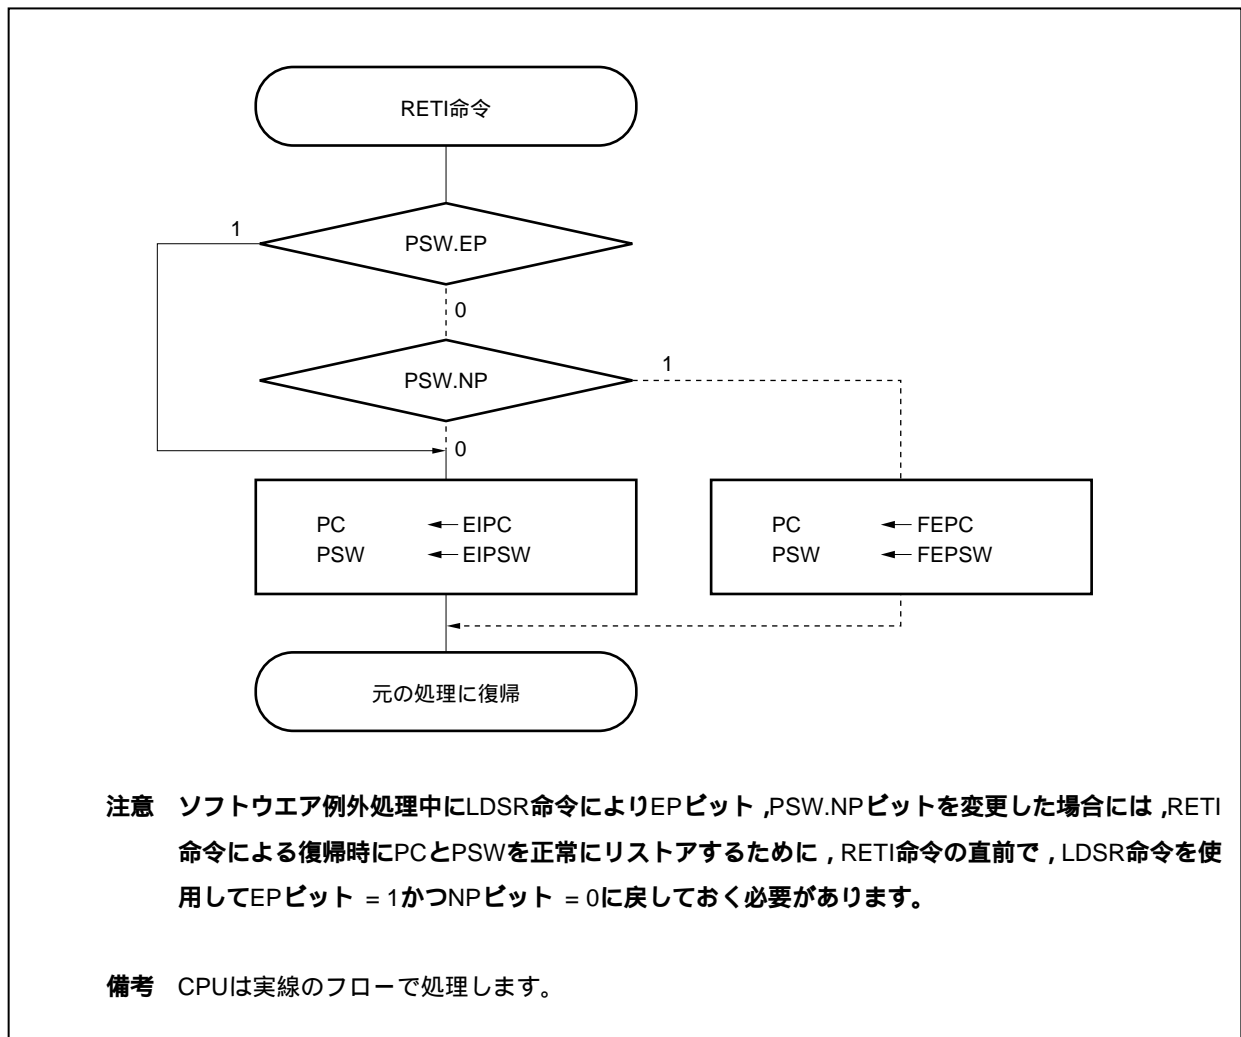 RETI命令
1
PSW.EP
0
PSW.NP
1
0
PC ← EIPC
PSW ← EIPSW
PC ← FEPC
PSW ← FEPSW
元の処理に復帰
注意 ソフトウエア例外処理中にLDSR命令によりEPビット，PSW.NPビットを変更した場合には，RETI
命令による復帰時にPCとPSWを正常にリストアするために，RETI命令の直前で，LDSR命令を使
用してEPビット = 1かつNPビット = 0に戻しておく必要があります。
備考 CPUは実線のフローで処理します。